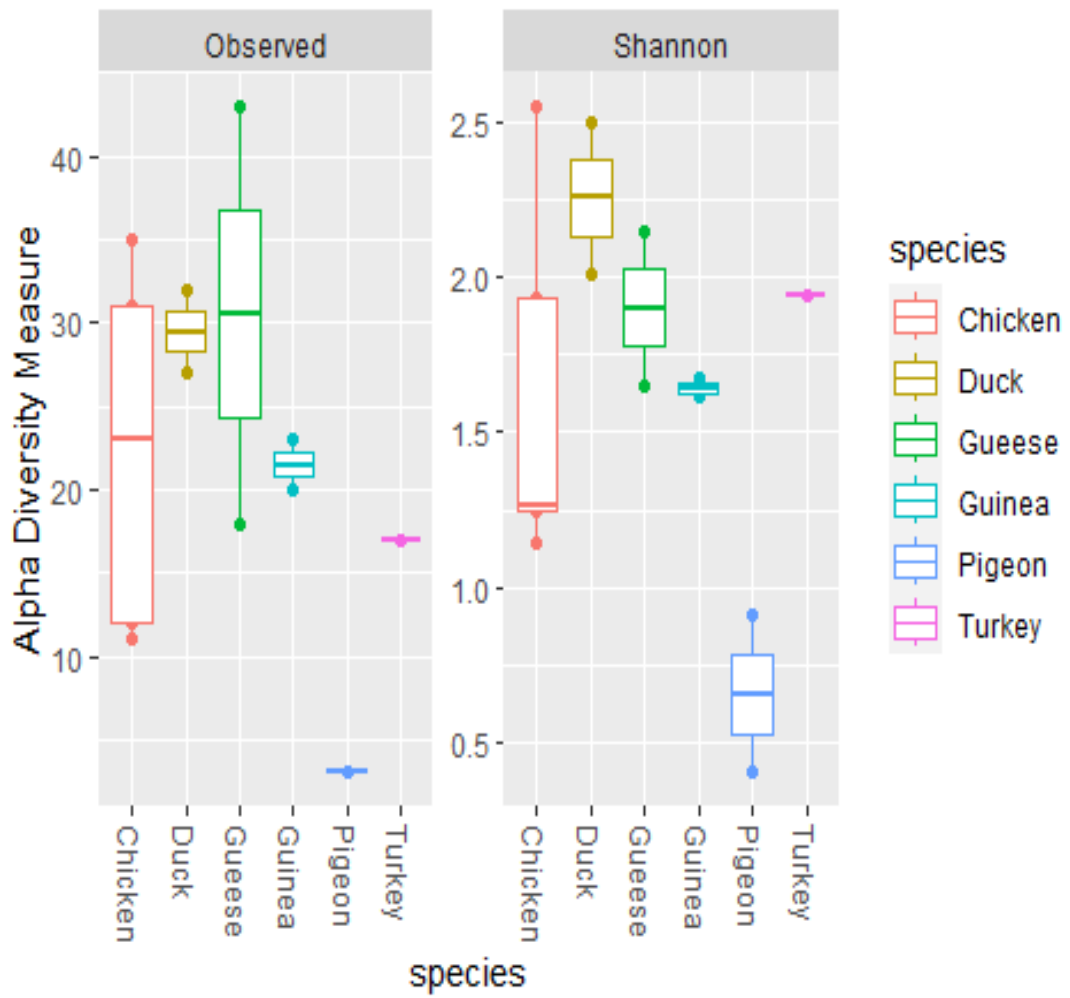 Observed
Shannon
Alpha Diversity Measure
40
30
20
10
2.5
2.0
1.5
1.0
0.5
Chicken
Duck
Gueese
Guinea
Pigeon
Turkey
Chicken
Duck
Gueese
Guinea
Pigeon
Turkey
species
species
Chicken
Duck
Gueese
Guinea
Pigeon
Turkey